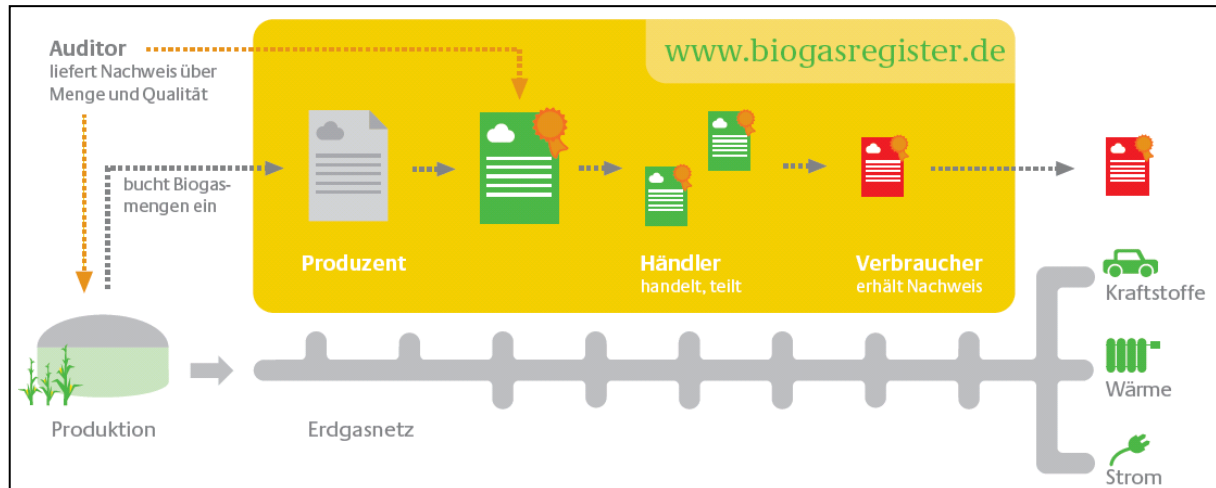 www.biogasregister.de
Auditor
liefert Nachweis über
Menge und Qualität
bucht Biogas-
mengen ein
Produzent
Händler
handelt, teilt
Verbraucher
erhält Nachweis
Kraftstoffe
Wärme
Strom
Produktion
Erdgasnetz